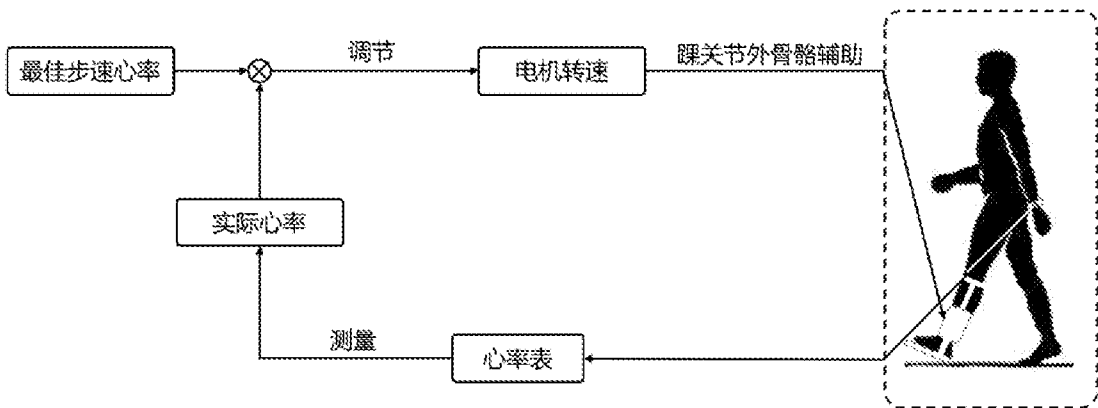 最佳步速心率
调节
电机转速
踝关节外骨骼辅助
实际心率
测量
心率表